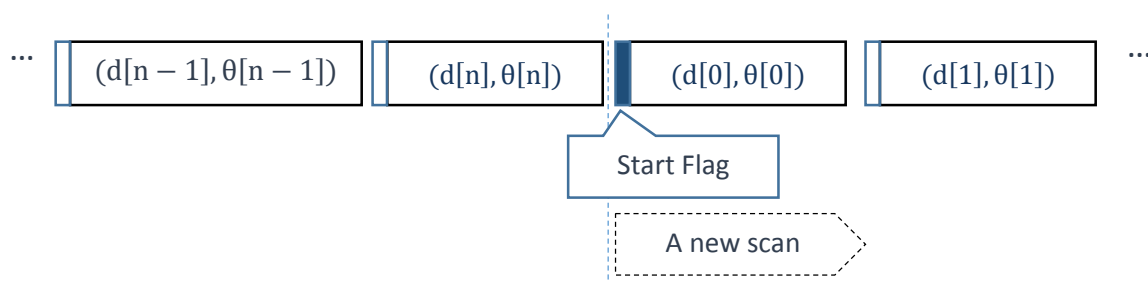 ... (d[n − 1], θ[n − 1]) (d[n], θ[n]) (d[0], θ[0]) (d[1], θ[1]) ...
Start Flag
A new scan